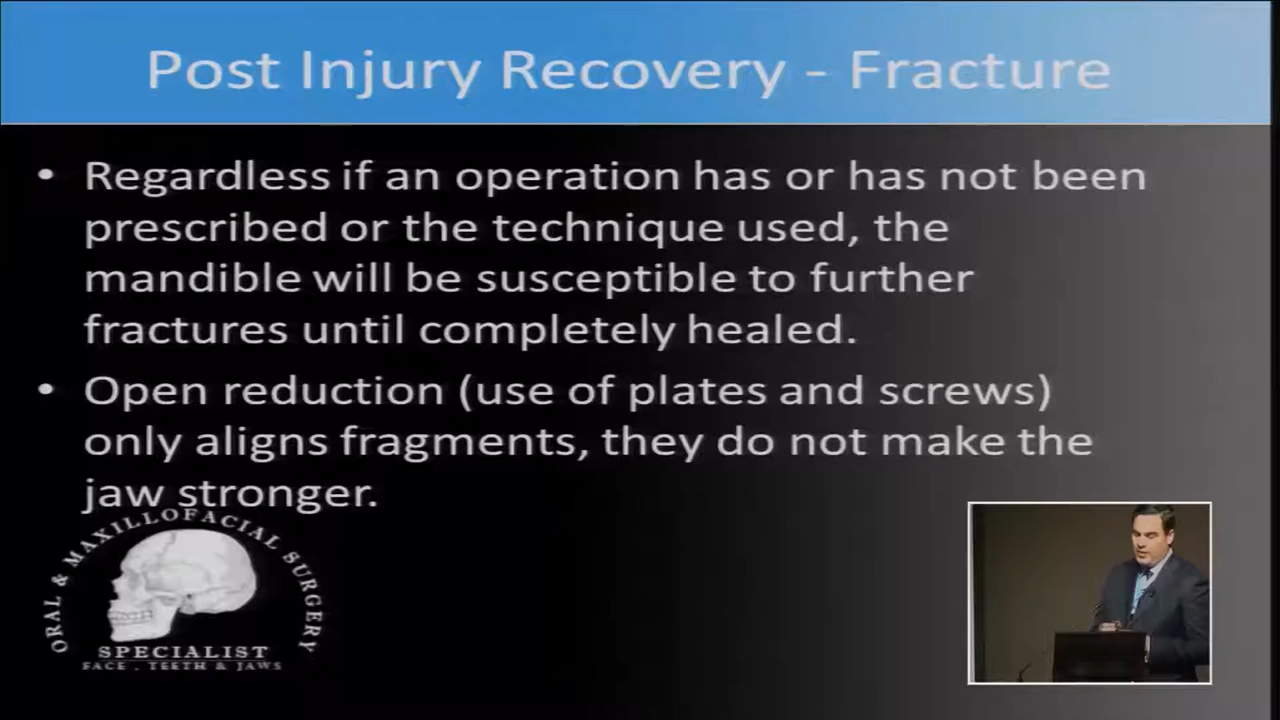 Post Injury Recovery - Fracture
• Regardless if an operation has or has not been
prescribed or the technique used, the
mandible will be susceptible to further
fractures until completely healed.
• Open reduction (use of plates and screws)
only aligns fragments, they do not make the
jaw stronger.
ORAL & MAXILLOFACIAL SURGERY
SPECIALIST
FACE . TEETH & JAWS